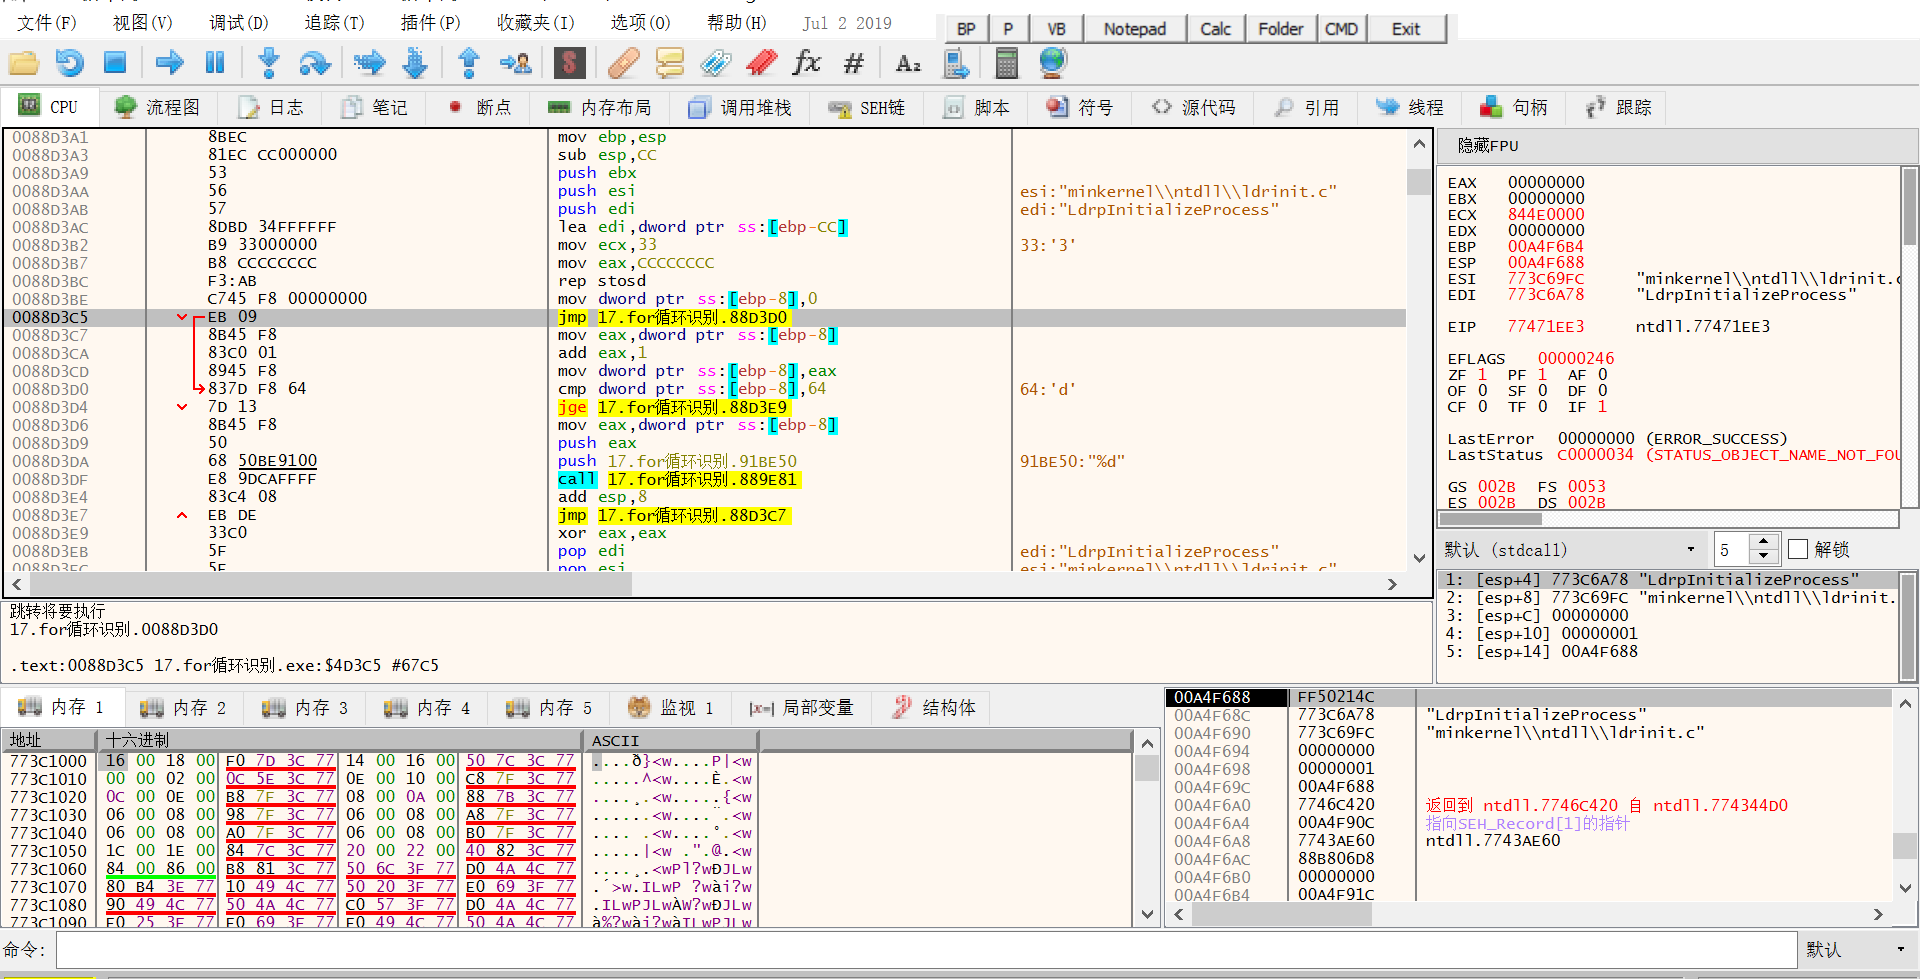 文件(F) 视图(V) 调试(D) 追踪(T) 插件(P) 收藏夹(I) 选项(O) 帮助(H) Jul 2 2019 BP P VB Notepad Calc Folder CMD Exit
CPU 流程图 日志 笔记 断点 内存布局 调用堆栈 SEH链 脚本 符号 源代码 引用 线程 句柄 跟踪
0088D3A1 8BEC mov ebp,esp
0088D3A3 81EC CC000000 sub esp,CC
0088D3A9 53 push ebx
0088D3AA 56 push esi esi:"minkernel\\ntdll\\ldrinit.c"
0088D3AB 57 push edi edi:"LdrpInitializeProcess"
0088D3AC 8DBD 34FFFFFF lea edi,dword ptr ss:[ebp-CC]
0088D3B2 B9 33000000 mov ecx,33 33:'3'
0088D3B7 B8 CCCCCCCC mov eax,CCCCCCCC
0088D3BC F3:AB rep stosd
0088D3BE C745 F8 00000000 mov dword ptr ss:[ebp-8],0
0088D3C5 EB 09 jmp 17.for循环识别.88D3D0
0088D3C7 8B45 F8 mov eax,dword ptr ss:[ebp-8]
0088D3CA 83C0 01 add eax,1
0088D3CD 8945 F8 mov dword ptr ss:[ebp-8],eax
0088D3D0 837D F8 64 cmp dword ptr ss:[ebp-8],64 64:'d'
0088D3D4 7D 13 jge 17.for循环识别.88D3E9
0088D3D6 8B45 F8 mov eax,dword ptr ss:[ebp-8]
0088D3D9 50 push eax
0088D3DA 68 50BE9100 push 17.for循环识别.91BE50 91BE50:"%d"
0088D3DF E8 9DCAFFFF call 17.for循环识别.889E81
0088D3E4 83C4 08 add esp,8
0088D3E7 EB DE jmp 17.for循环识别.88D3C7
0088D3E9 33C0 xor eax,eax
0088D3EB 5F pop edi edi:"LdrpInitializeProcess"
0088D3EC 5E pop esi esi:"minkernel\\ntdll\\ldrinit.c"
跳转将要执行
17.for循环识别.0088D3D0
.text:0088D3C5 17.for循环识别.exe:$4D3C5 #67C5
隐藏FPU
EAX 00000000
EBX 00000000
ECX 844E0000
EDX 00000000
EBP 00A4F6B4
ESP 00A4F688
ESI 773C69FC "minkernel\\ntdll\\ldrinit.c
EDI 773C6A78 "LdrpInitializeProcess"
EIP 77471EE3 ntdll.77471EE3
EFLAGS 00000246
ZF 1 PF 1 AF 0
OF 0 SF 0 DF 0
CF 0 TF 0 IF 1
LastError 00000000 (ERROR_SUCCESS)
LastStatus C0000034 (STATUS_OBJECT_NAME_NOT_FOU
GS 002B FS 0053
ES 002B DS 002B
默认 (stdcall) 5 解锁
1: [esp+4] 773C6A78 "LdrpInitializeProcess"
2: [esp+8] 773C69FC "minkernel\\ntdll\\ldrinit.
3: [esp+C] 00000000
4: [esp+10] 00000001
5: [esp+14] 00A4F688
内存 1 内存 2 内存 3 内存 4 内存 5 监视 1 局部变量 结构体
地址 十六进制 ASCII
773C1000 16 00 18 00 F0 7D 3C 77 14 00 16 00 50 7C 3C 77 ....ð}<w....P|<w
773C1010 00 00 02 00 0C 5E 3C 77 0E 00 10 00 C8 7F 3C 77 .....^<w....È.<w
773C1020 0C 00 0E 00 B8 7F 3C 77 08 00 0A 00 88 7B 3C 77 ....¸.<w.....{<w
773C1030 06 00 08 00 98 7F 3C 77 06 00 08 00 A8 7F 3C 77 ......<w....¨.<w
773C1040 06 00 08 00 A0 7F 3C 77 06 00 08 00 B0 7F 3C 77 .... .<w....°.<w
773C1050 1C 00 1E 00 84 7C 3C 77 20 00 22 00 40 82 3C 77 .....|<w .".@.<w
773C1060 84 00 86 00 B8 81 3C 77 50 6C 3F 77 D0 4A 4C 77 ....¸.<wPl?wÐJLw
773C1070 80 B4 3E 77 10 49 4C 77 50 20 3F 77 E0 69 3F 77 .´>w.ILwP ?wài?w
773C1080 90 49 4C 77 50 4A 4C 77 C0 57 3F 77 D0 4A 4C 77 .ILwPJLwÀW?wÐJLw
773C1090 E0 25 3F 77 E0 69 3F 77 E0 49 4C 77 50 4A 4C 77 à%?wài?wàILwPJLw
00A4F688 FF50214C
00A4F68C 773C6A78 "LdrpInitializeProcess"
00A4F690 773C69FC "minkernel\\ntdll\\ldrinit.c"
00A4F694 00000000
00A4F698 00000001
00A4F69C 00A4F688
00A4F6A0 7746C420 返回到 ntdll.7746C420 自 ntdll.774344D0
00A4F6A4 00A4F90C 指向SEH_Record[1]的指针
00A4F6A8 7743AE60 ntdll.7743AE60
00A4F6AC 88B806D8
00A4F6B0 00000000
00A4F6B4 00A4F91C
命令: 默认